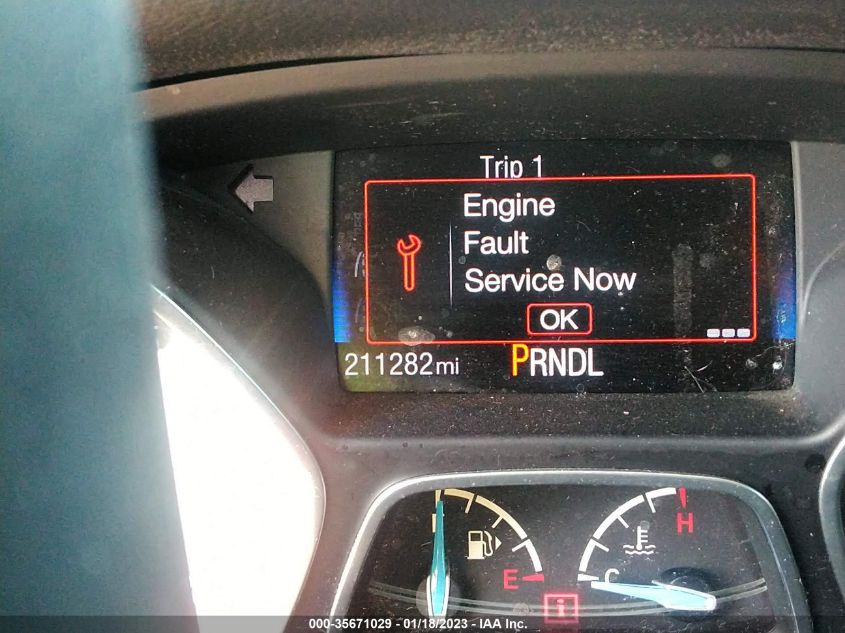 Trip 1
Engine
Fault
Service Now
OK
211282mi PRNDL
H
E C
000-35671029 - 01/18/2023 - IAA Inc.